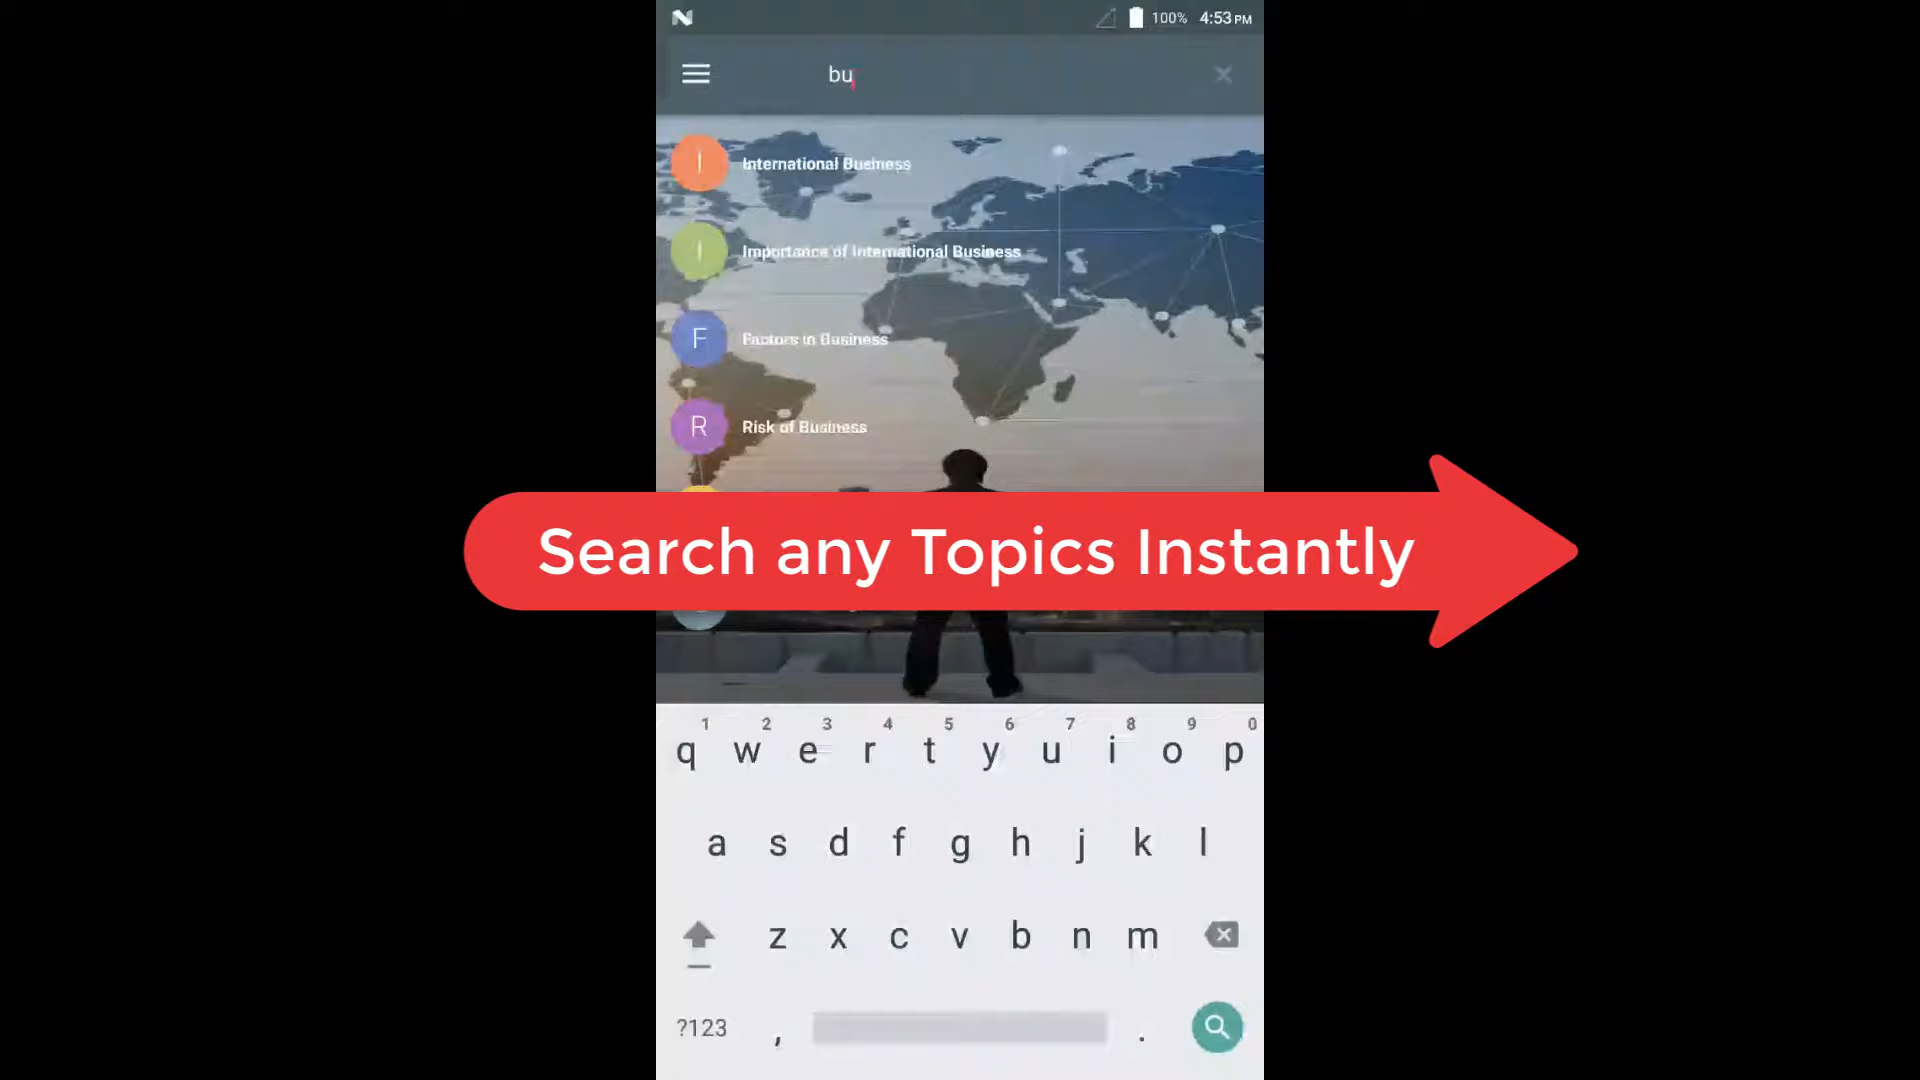 100% 4:53 PM
bu
I International Business
I Importance of International Business
F Factors in Business
R Risk of Business
Search any Topics Instantly
1 2 3 4 5 6 7 8 9 0
q w e r t y u i o p
a s d f g h j k l
z x c v b n m
?123 , .